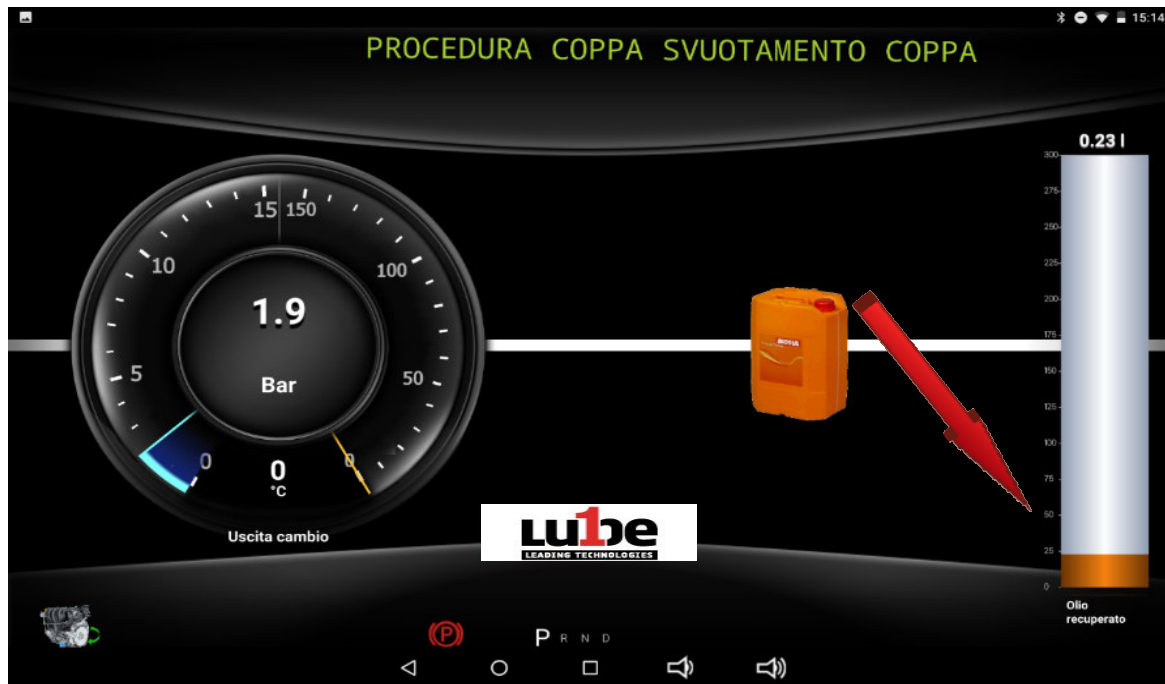 15:14
PROCEDURA COPPA SVUOTAMENTO COPPA
0.23 l
300
275
250
225
200
175
150
125
100
75
50
25
0
15 150
10
100
5
50
0
0
1.9
Bar
0
°C
Uscita cambio
MOTUL
Lu1be
LEADING TECHNOLOGIES
Olio
recuperato
P
P R N D